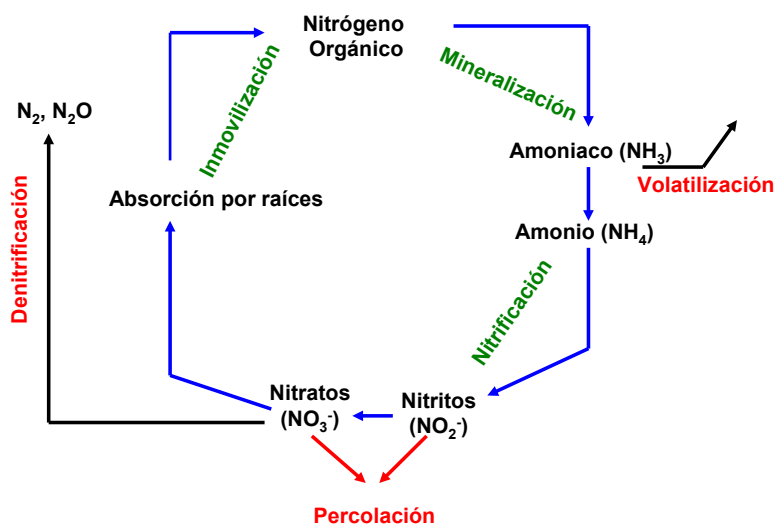 Nitrógeno
Orgánico
Mineralización
Inmovilización
N₂, N₂O
Amoniaco (NH₃)
Volatilización
Absorción por raíces
Amonio (NH₄)
Denitrificación
Nitrificación
Nitratos
(NO₃⁻)
Nitritos
(NO₂⁻)
Percolación